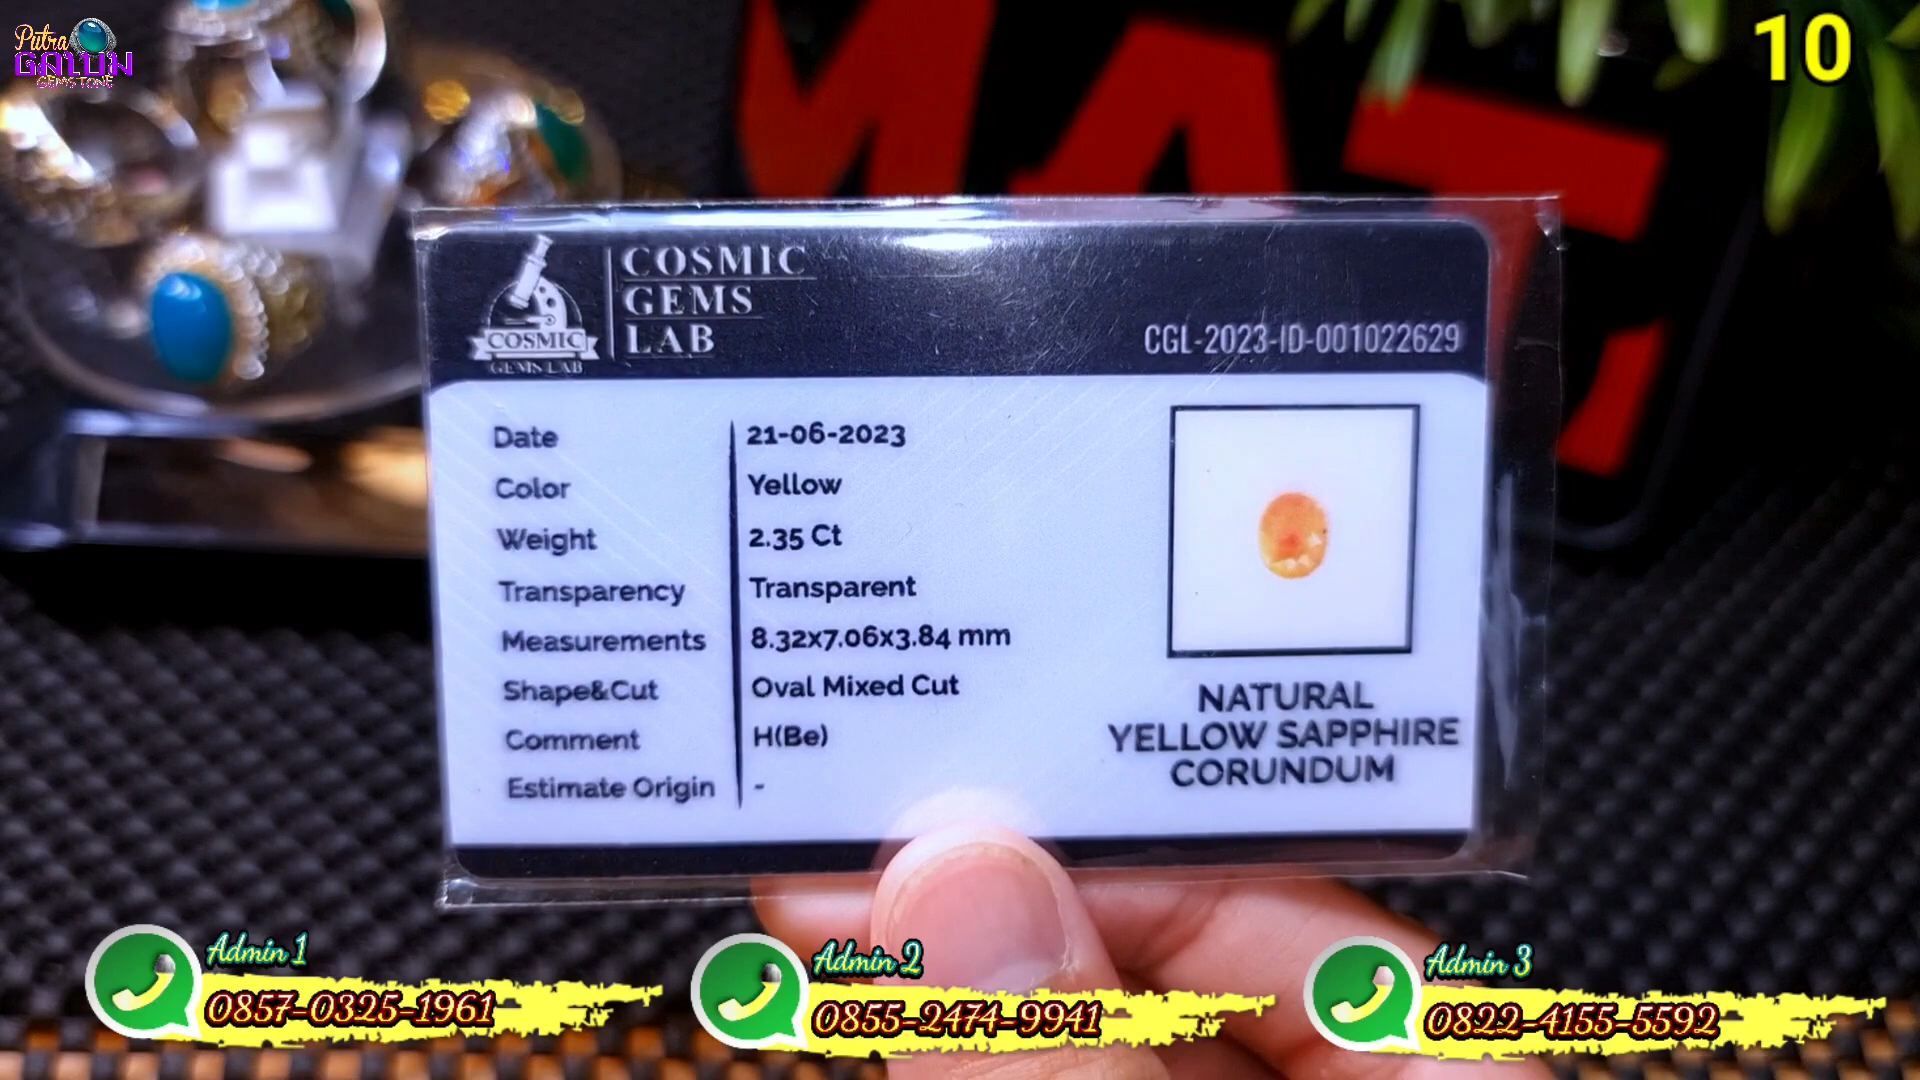 Putra
GALUN
GEMSTONE
10
COSMIC
GEMS
LAB
COSMIC
GEMS LAB
CGL-2023-ID-001022629
Date 21-06-2023
Color Yellow
Weight 2.35 Ct
Transparency Transparent
Measurements 8.32x7.06x3.84 mm
Shape&Cut Oval Mixed Cut
Comment H(Be)
Estimate Origin -
NATURAL
YELLOW SAPPHIRE
CORUNDUM
Admin 1
0857-0325-1961
Admin 2
0855-2474-9941
Admin 3
0822-4155-5592